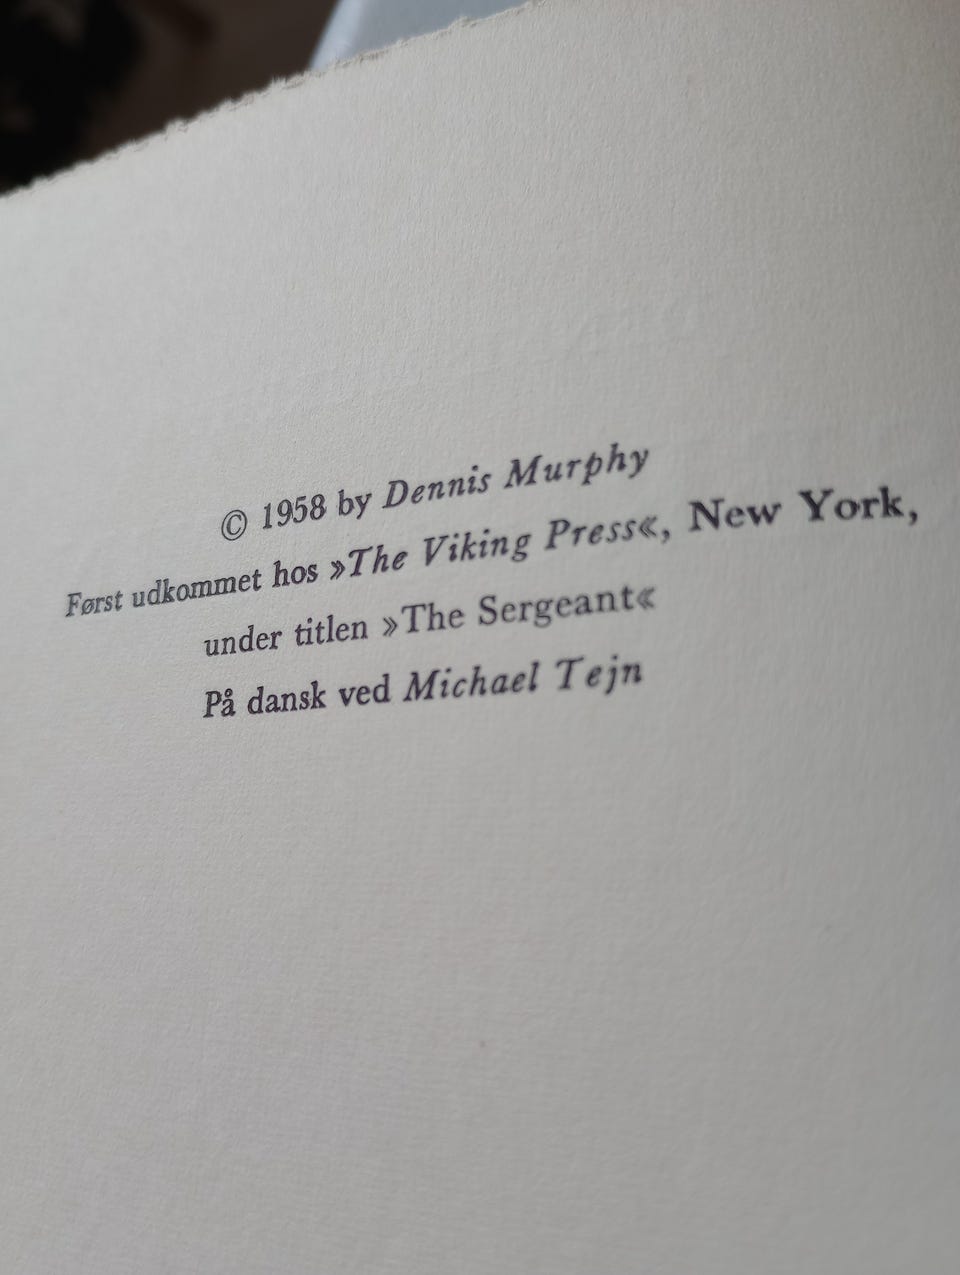 © 1958 by Dennis Murphy
Først udkommet hos »The Viking Press«, New York,
under titlen »The Sergeant«
På dansk ved Michael Tejn